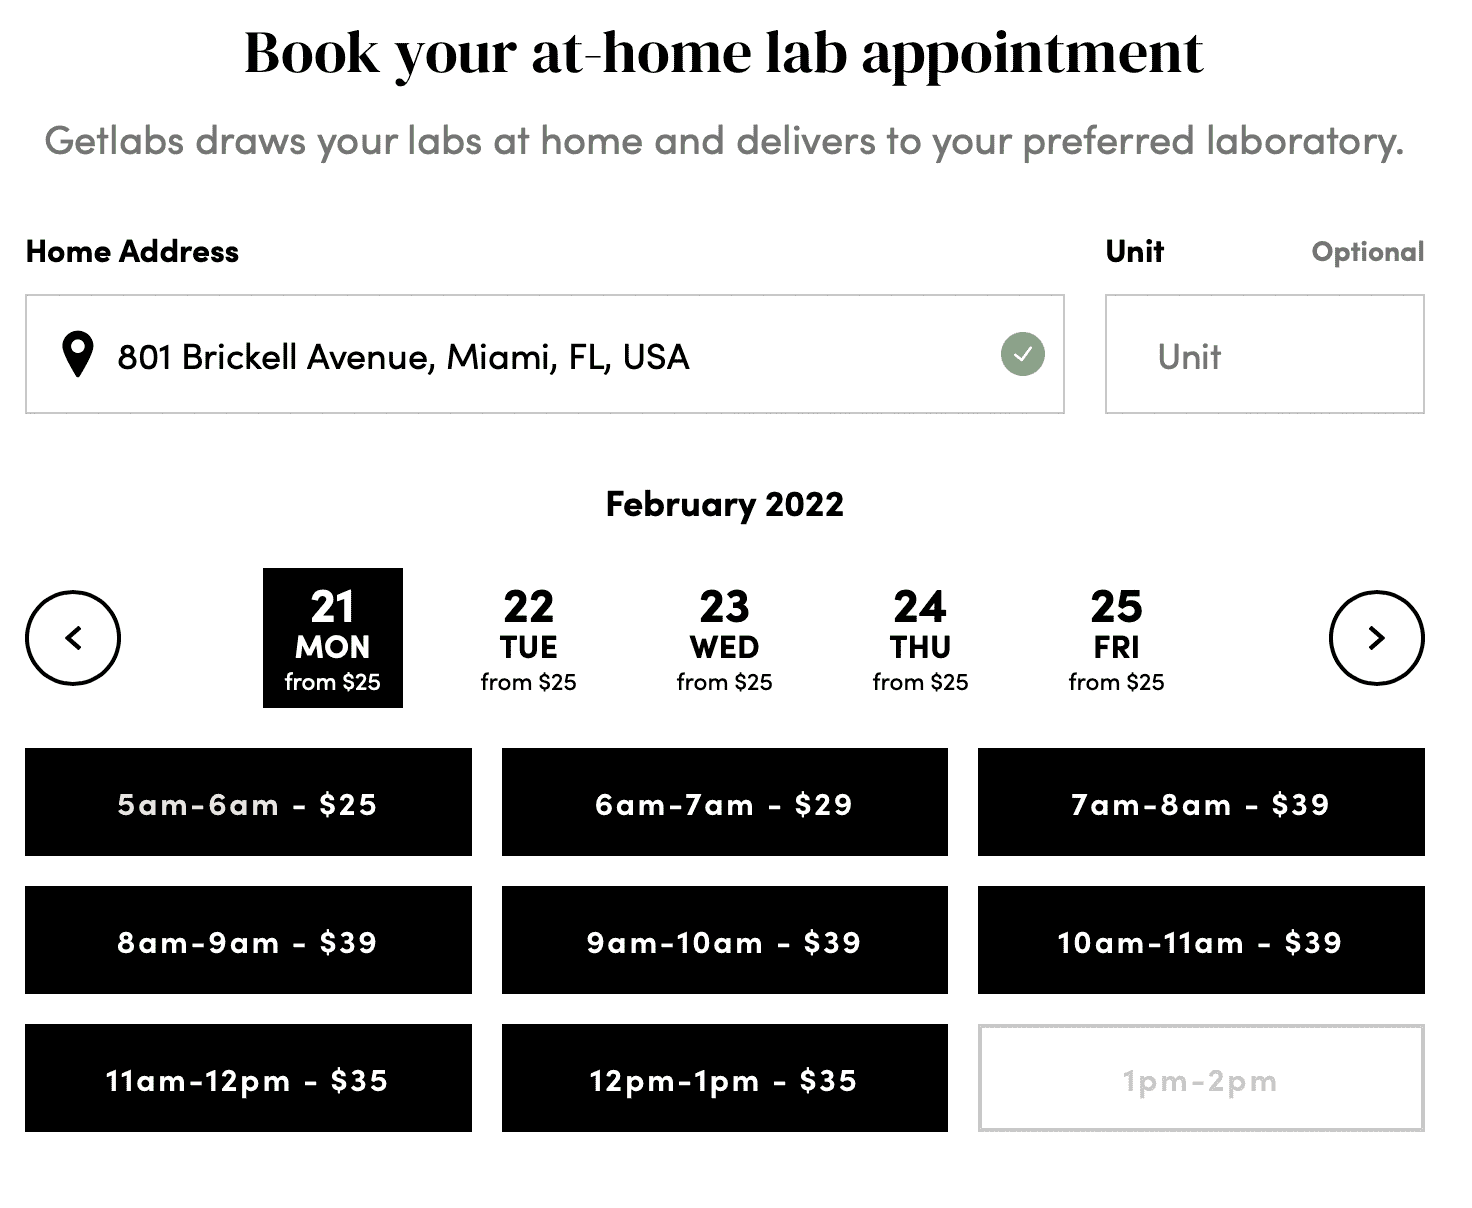 Book your at-home lab appointment
Getlabs draws your labs at home and delivers to your preferred laboratory.
Home Address
Unit Optional
801 Brickell Avenue, Miami, FL, USA
Unit
February 2022
21 22 23 24 25
MON TUE WED THU FRI
from $25 from $25 from $25 from $25 from $25
5am-6am - $25 6am-7am - $29 7am-8am - $39
8am-9am - $39 9am-10am - $39 10am-11am - $39
11am-12pm - $35 12pm-1pm - $35 1pm-2pm